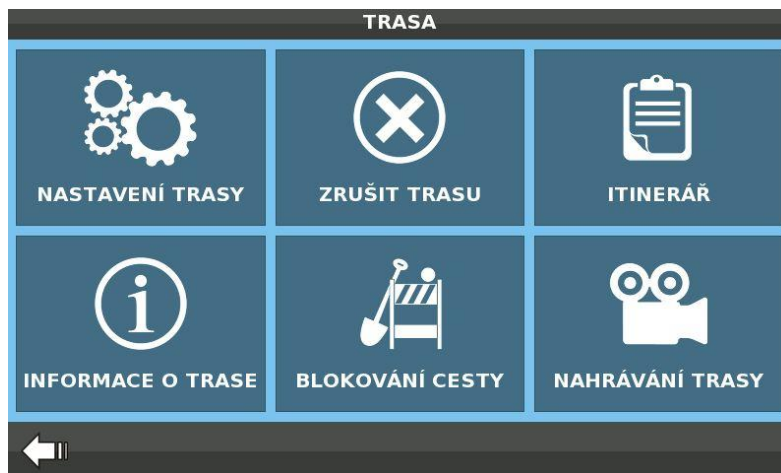 TRASA
NASTAVENÍ TRASY
ZRUŠIT TRASU
ITINERÁŘ
INFORMACE O TRASE
BLOKOVÁNÍ CESTY
NAHRÁVÁNÍ TRASY